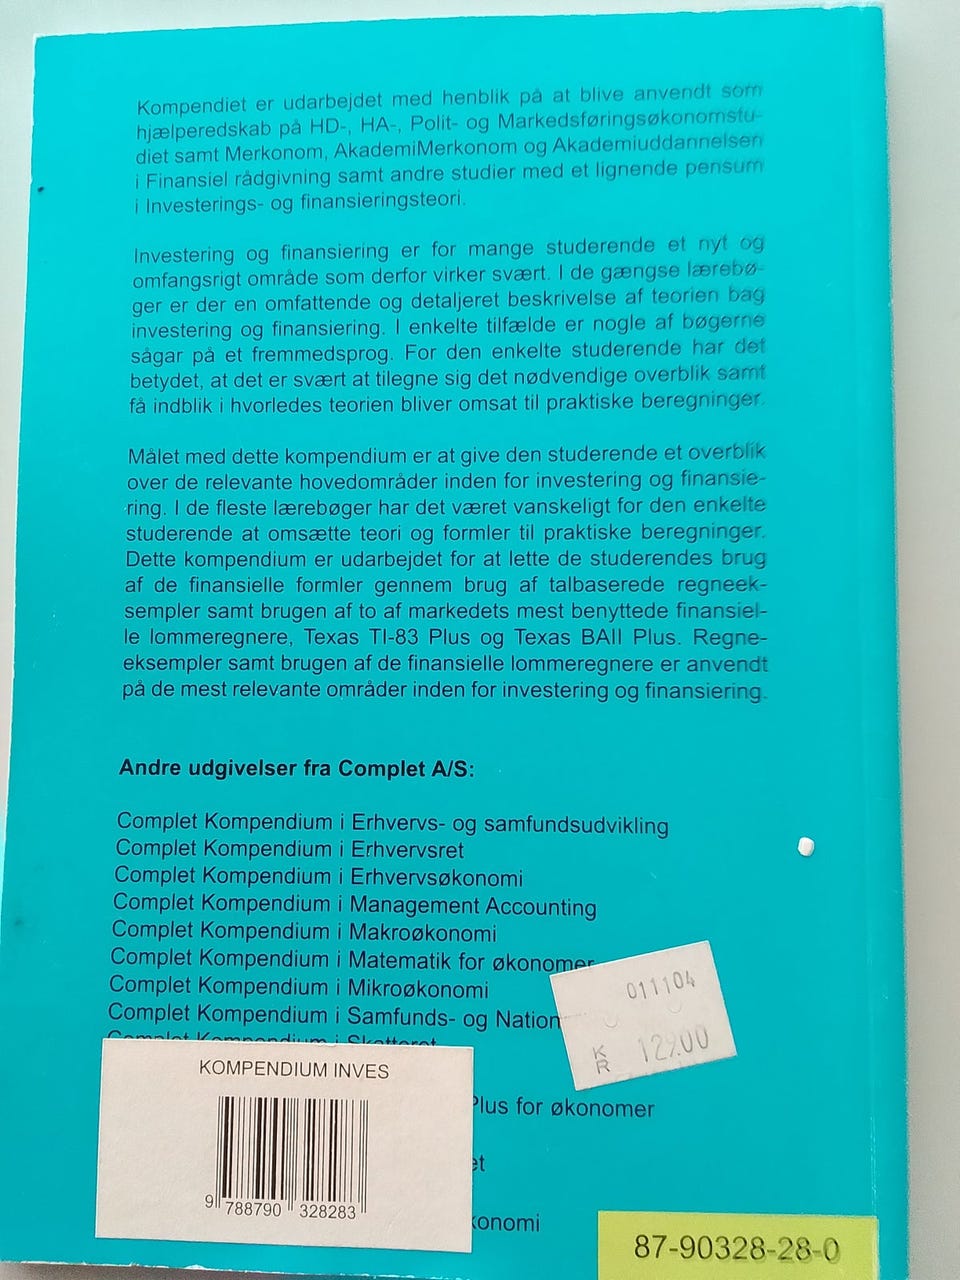 Kompendiet er udarbejdet med henblik på at blive anvendt som
hjælperedskab på HD-, HA-, Polit- og Markedsføringsøkonomstu-
diet samt Merkonom, AkademiMerkonom og Akademiuddannelsen
i Finansiel rådgivning samt andre studier med et lignende pensum
i Investerings- og finansieringsteori.
Investering og finansiering er for mange studerende et nyt og
omfangsrigt område som derfor virker svært. I de gængse lærebø-
ger er der en omfattende og detaljeret beskrivelse af teorien bag
investering og finansiering. I enkelte tilfælde er nogle af bøgerne
sågar på et fremmedsprog. For den enkelte studerende har det
betydet, at det er svært at tilegne sig det nødvendige overblik samt
få indblik i hvorledes teorien bliver omsat til praktiske beregninger.
Målet med dette kompendium er at give den studerende et overblik
over de relevante hovedområder inden for investering og finansie-
ring. I de fleste lærebøger har det været vanskeligt for den enkelte
studerende at omsætte teori og formler til praktiske beregninger.
Dette kompendium er udarbejdet for at lette de studerendes brug
af de finansielle formler gennem brug af talbaserede regneek-
sempler samt brugen af to af markedets mest benyttede finansiel-
le lommeregnere, Texas TI-83 Plus og Texas BAII Plus. Regne-
eksempler samt brugen af de finansielle lommeregnere er anvendt
på de mest relevante områder inden for investering og finansiering.
Andre udgivelser fra Complet A/S:
Complet Kompendium i Erhvervs- og samfundsudvikling
Complet Kompendium i Erhvervsret
Complet Kompendium i Erhvervsøkonomi
Complet Kompendium i Management Accounting
Complet Kompendium i Makroøkonomi
Complet Kompendium i Matematik for økonomer
Complet Kompendium i Mikroøkonomi
Complet Kompendium i Samfunds- og Nation
Complet Kompendium i Skatteret
011104
KR 129.00
KOMPENDIUM INVES
Plus for økonomer
et
konomi
9 788790 328283
87-90328-28-0